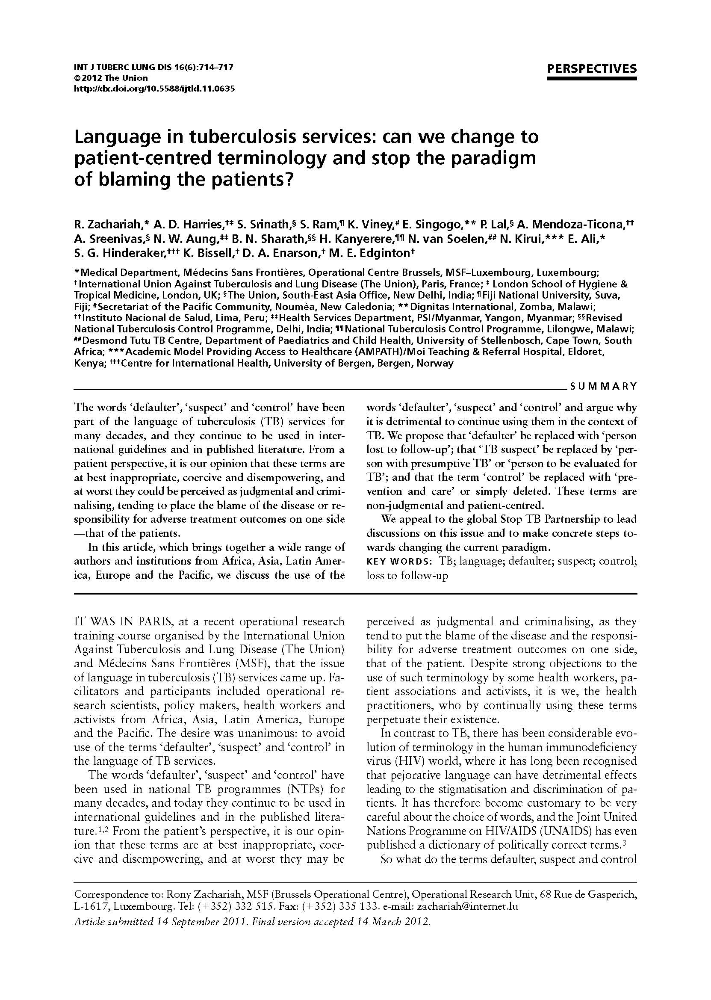 INT J TUBERC LUNG DIS 16(6):714–717
©2012 The Union
http://dx.doi.org/10.5588/ijtld.11.0635
PERSPECTIVES
Language in tuberculosis services: can we change to
patient-centred terminology and stop the paradigm
of blaming the patients?
R. Zachariah,* A. D. Harries,†‡ S. Srinath,§ S. Ram,¶ K. Viney,# E. Singogo,** P. Lal,§ A. Mendoza-Ticona,††
A. Sreenivas,§ N. W. Aung,‡‡ B. N. Sharath,§§ H. Kanyerere,¶¶ N. van Soelen,## N. Kirui,*** E. Ali,*
S. G. Hinderaker,††† K. Bissell,† D. A. Enarson,† M. E. Edginton†
*Medical Department, Médecins Sans Frontières, Operational Centre Brussels, MSF–Luxembourg, Luxembourg;
†International Union Against Tuberculosis and Lung Disease (The Union), Paris, France; ‡ London School of Hygiene &
Tropical Medicine, London, UK; §The Union, South-East Asia Office, New Delhi, India; ¶Fiji National University, Suva,
Fiji; #Secretariat of the Pacific Community, Nouméa, New Caledonia; **Dignitas International, Zomba, Malawi;
††Instituto Nacional de Salud, Lima, Peru; ‡‡Health Services Department, PSI/Myanmar, Yangon, Myanmar; §§Revised
National Tuberculosis Control Programme, Delhi, India; ¶¶National Tuberculosis Control Programme, Lilongwe, Malawi;
##Desmond Tutu TB Centre, Department of Paediatrics and Child Health, University of Stellenbosch, Cape Town, South
Africa; ***Academic Model Providing Access to Healthcare (AMPATH)/Moi Teaching & Referral Hospital, Eldoret,
Kenya; †††Centre for International Health, University of Bergen, Bergen, Norway
SUMMARY
The words ‘defaulter’, ‘suspect’ and ‘control’ have been
part of the language of tuberculosis (TB) services for
many decades, and they continue to be used in inter-
national guidelines and in published literature. From a
patient perspective, it is our opinion that these terms are
at best inappropriate, coercive and disempowering, and
at worst they could be perceived as judgmental and crimi-
nalising, tending to place the blame of the disease or re-
sponsibility for adverse treatment outcomes on one side
—that of the patients.
In this article, which brings together a wide range of
authors and institutions from Africa, Asia, Latin Amer-
ica, Europe and the Pacific, we discuss the use of the
words ‘defaulter’, ‘suspect’ and ‘control’ and argue why
it is detrimental to continue using them in the context of
TB. We propose that ‘defaulter’ be replaced with ‘person
lost to follow-up’; that ‘TB suspect’ be replaced by ‘per-
son with presumptive TB’ or ‘person to be evaluated for
TB’; and that the term ‘control’ be replaced with ‘pre-
vention and care’ or simply deleted. These terms are
non-judgmental and patient-centred.
We appeal to the global Stop TB Partnership to lead
discussions on this issue and to make concrete steps to-
wards changing the current paradigm.
KEY WORDS: TB; language; defaulter; suspect; control;
loss to follow-up
IT WAS IN PARIS, at a recent operational research
training course organised by the International Union
Against Tuberculosis and Lung Disease (The Union)
and Médecins Sans Frontières (MSF), that the issue
of language in tuberculosis (TB) services came up. Fa-
cilitators and participants included operational re-
search scientists, policy makers, health workers and
activists from Africa, Asia, Latin America, Europe
and the Pacific. The desire was unanimous: to avoid
use of the terms ‘defaulter’, ‘suspect’ and ‘control’ in
the language of TB services.
The words ‘defaulter’, ‘suspect’ and ‘control’ have
been used in national TB programmes (NTPs) for
many decades, and today they continue to be used in
international guidelines and in the published litera-
ture.1,2 From the patient’s perspective, it is our opin-
ion that these terms are at best inappropriate, coer-
cive and disempowering, and at worst they may be
perceived as judgmental and criminalising, as they
tend to put the blame of the disease and the responsi-
bility for adverse treatment outcomes on one side,
that of the patient. Despite strong objections to the
use of such terminology by some health workers, pa-
tient associations and activists, it is we, the health
practitioners, who by continually using these terms
perpetuate their existence.
In contrast to TB, there has been considerable evo-
lution of terminology in the human immunodeficiency
virus (HIV) world, where it has long been recognised
that pejorative language can have detrimental effects
leading to the stigmatisation and discrimination of pa-
tients. It has therefore become customary to be very
careful about the choice of words, and the Joint United
Nations Programme on HIV/AIDS (UNAIDS) has even
published a dictionary of politically correct terms.3
So what do the terms defaulter, suspect and control
Correspondence to: Rony Zachariah, MSF (Brussels Operational Centre), Operational Research Unit, 68 Rue de Gasperich,
L-1617, Luxembourg. Tel: (+352) 332 515. Fax: (+352) 335 133. e-mail: zachariah@internet.lu
Article submitted 14 September 2011. Final version accepted 14 March 2012.